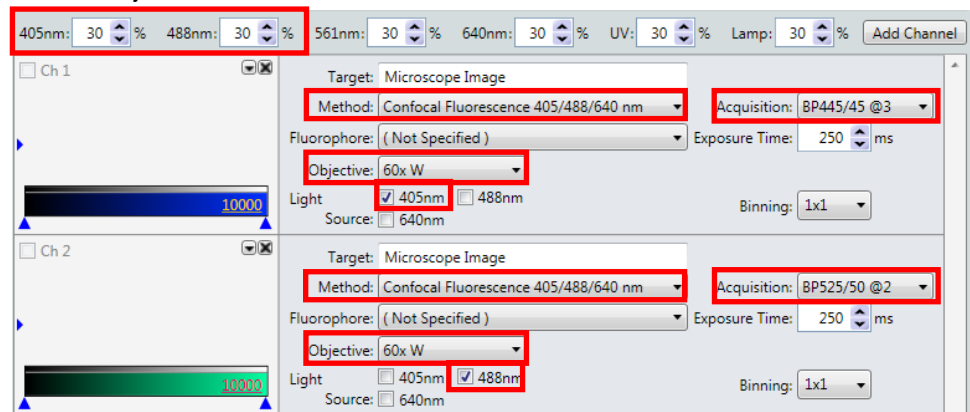 405nm: 30 % 488nm: 30 % 561nm: 30 % 640nm: 30 % UV: 30 % Lamp: 30 % Add Channel
Ch 1
Target: Microscope Image
Method: Confocal Fluorescence 405/488/640 nm Acquisition: BP445/45 @3
Fluorophore: ( Not Specified ) Exposure Time: 250 ms
Objective: 60x W
10000
Light Source: 405nm 488nm
640nm
Binning: 1x1
Ch 2
Target: Microscope Image
Method: Confocal Fluorescence 405/488/640 nm Acquisition: BP525/50 @2
Fluorophore: ( Not Specified ) Exposure Time: 250 ms
Objective: 60x W
10000
Light Source: 405nm 488nm
640nm
Binning: 1x1